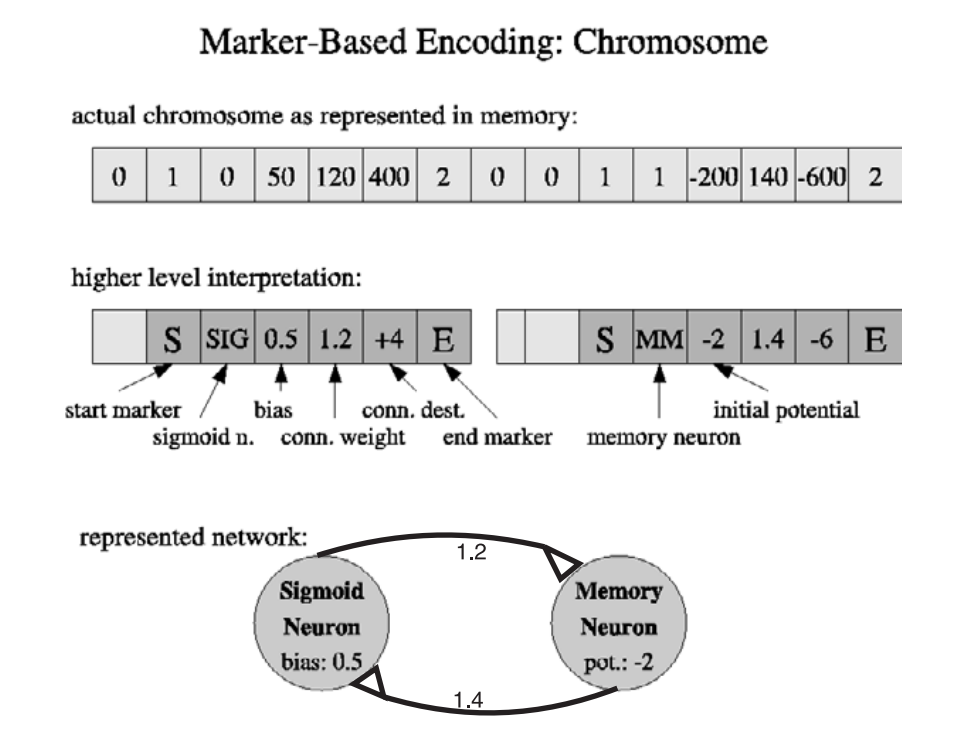 Marker-Based Encoding: Chromosome
actual chromosome as represented in memory:
0 1 0 50 120 400 2 0 0 1 1 -200 140 -600 2
higher level interpretation:
S SIG 0.5 1.2 +4 E S MM -2 1.4 -6 E
start marker bias conn. dest. initial potential
sigmoid n. conn. weight end marker memory neuron
represented network:
1.2
Sigmoid
Neuron
bias: 0.5
Memory
Neuron
pot.: -2
1.4